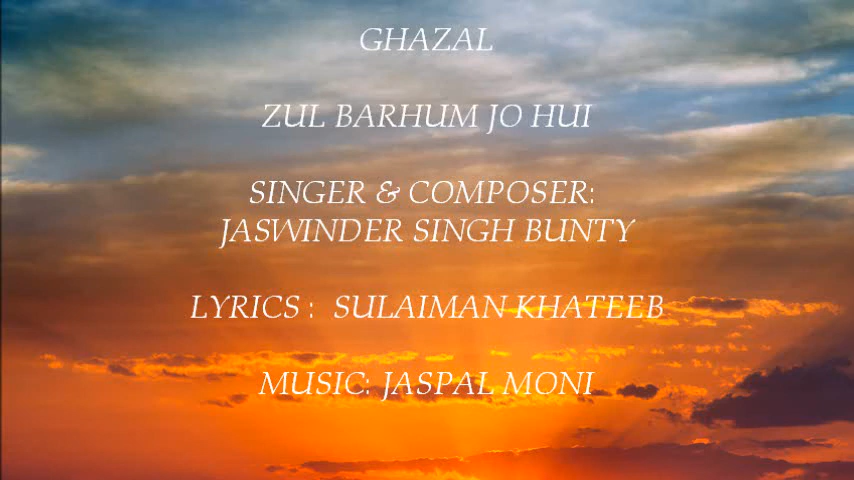 GHAZAL
ZUL BARHUM JO HUI
SINGER & COMPOSER:
JASWINDER SINGH BUNTY
LYRICS : SULAIMAN KHATEEB
MUSIC: JASPAL MONI